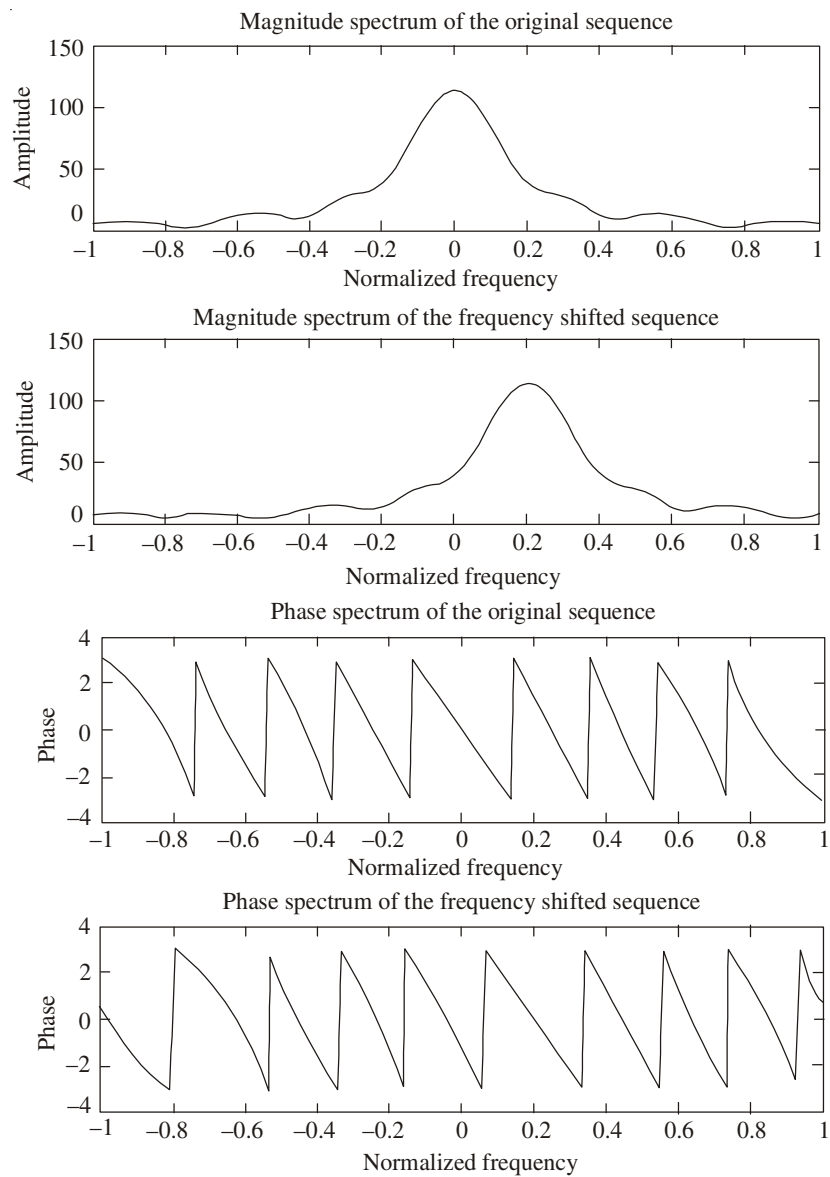 Magnitude spectrum of the original sequence
150
100
50
0
Amplitude
–1 –0.8 –0.6 –0.4 –0.2 0 0.2 0.4 0.6 0.8 1
Normalized frequency
Magnitude spectrum of the frequency shifted sequence
150
100
50
0
Amplitude
–1 –0.8 –0.6 –0.4 –0.2 0 0.2 0.4 0.6 0.8 1
Normalized frequency
Phase spectrum of the original sequence
4
2
0
–2
–4
Phase
–1 –0.8 –0.6 –0.4 –0.2 0 0.2 0.4 0.6 0.8 1
Normalized frequency
Phase spectrum of the frequency shifted sequence
4
2
0
–2
–4
Phase
–1 –0.8 –0.6 –0.4 –0.2 0 0.2 0.4 0.6 0.8 1
Normalized frequency